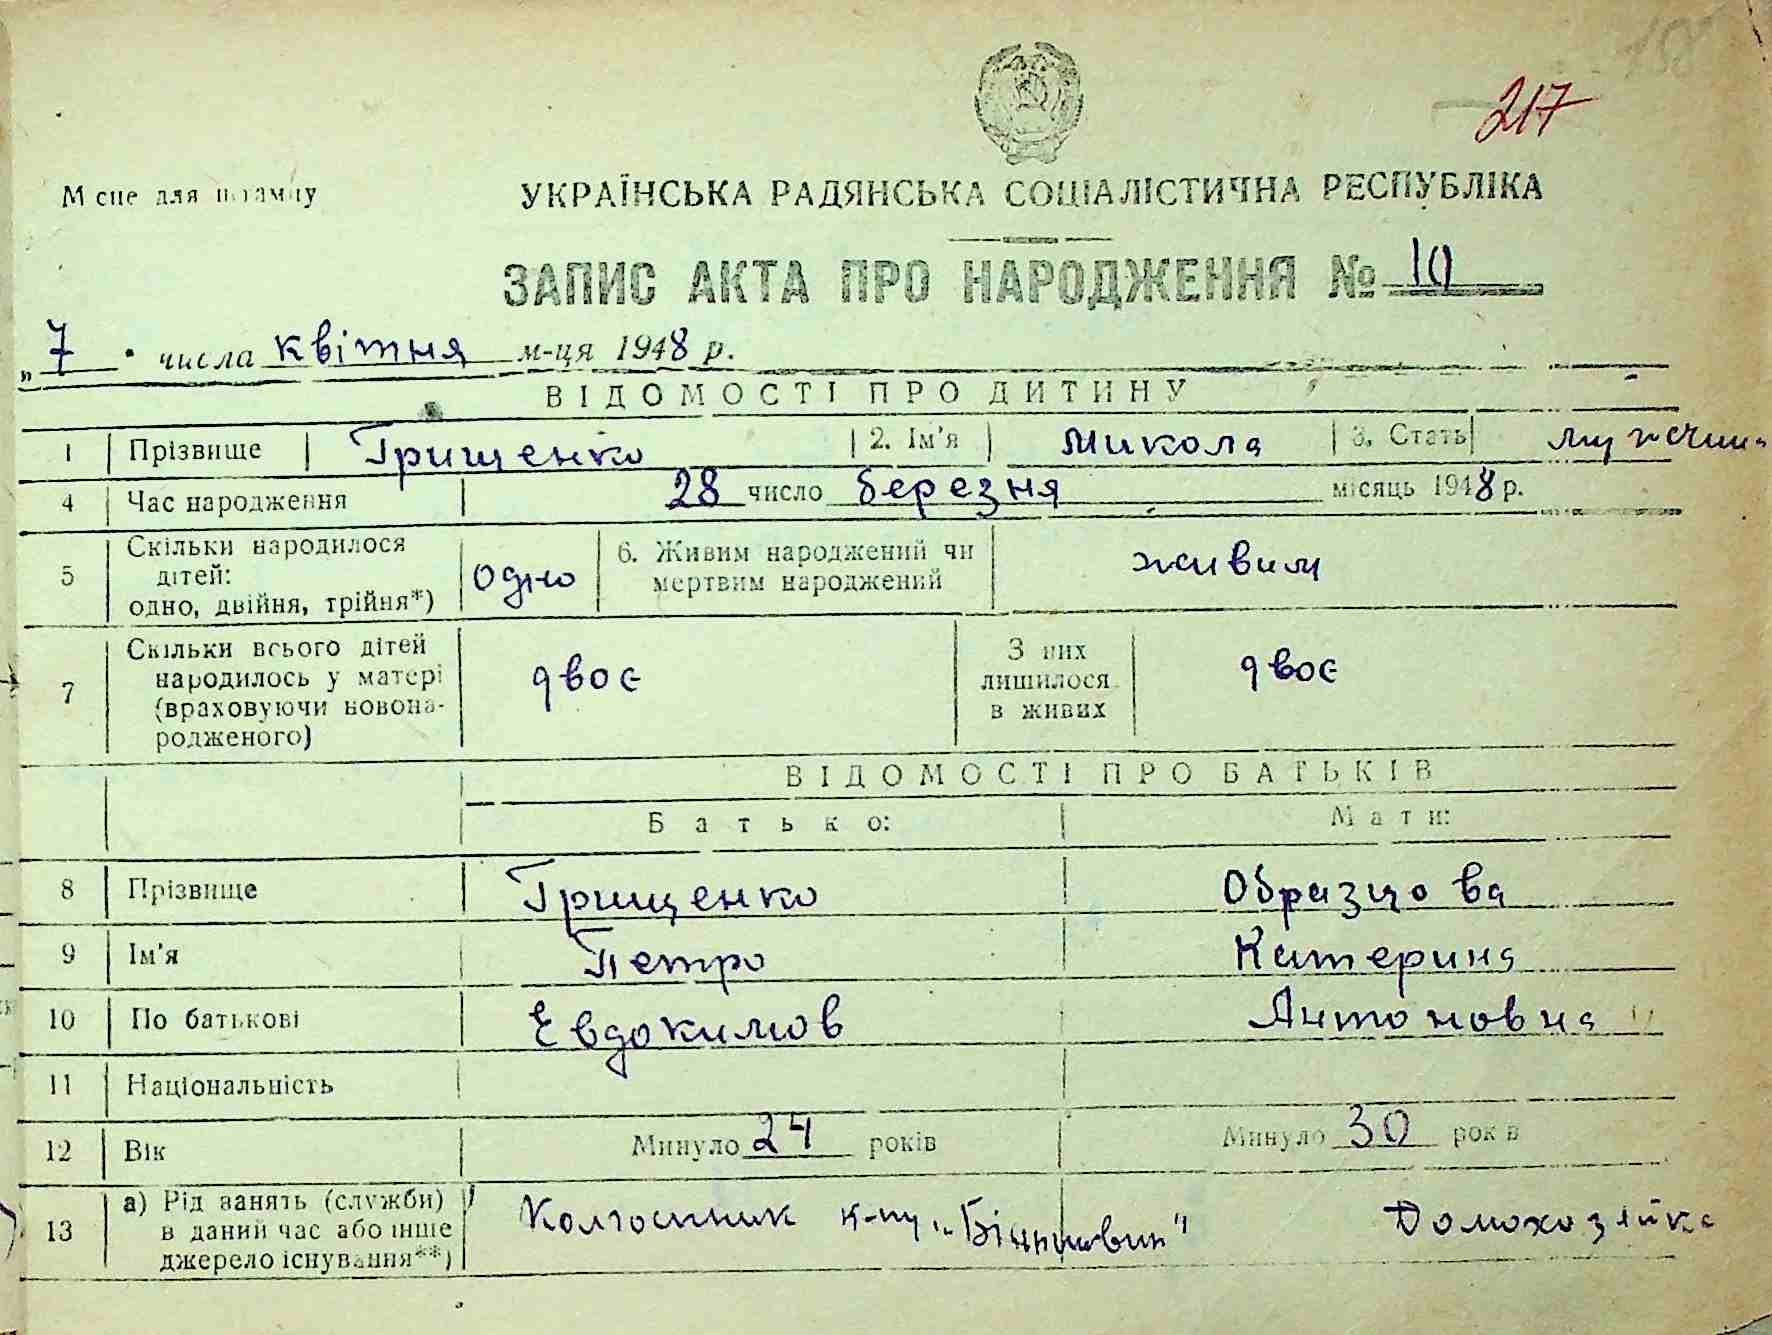 217
Місце для штампу
УКРАЇНСЬКА РАДЯНСЬКА СОЦІАЛІСТИЧНА РЕСПУБЛІКА
ЗАПИС АКТА ПРО НАРОДЖЕННЯ № 10
„7" числа квітня м-ця 1948 р.
ВІДОМОСТІ ПРО ДИТИНУ
1 Прізвище Грищенко 2. Ім'я Микола 3. Стать мужчина
4 Час народження 28 число березня місяць 1948 р.
5 Скільки народилося дітей: одно, двійня, трійня*) одно 6. Живим народжений чи мертвим народжений живим
7 Скільки всього дітей народилось у матері (враховуючи новонародженого) двоє З них лишилося в живих двоє
ВІДОМОСТІ ПРО БАТЬКІВ
Батько: Мати:
8 Прізвище Грищенко Образцова
9 Ім'я Петро Катерина
10 По батькові Евдокимов Антоновна
11 Національність
12 Вік Минуло 24 років Минуло 30 років
13 а) Рід занять (служби) в даний час або інше джерело існування**) Колгоспник к-пу Домохозяйка